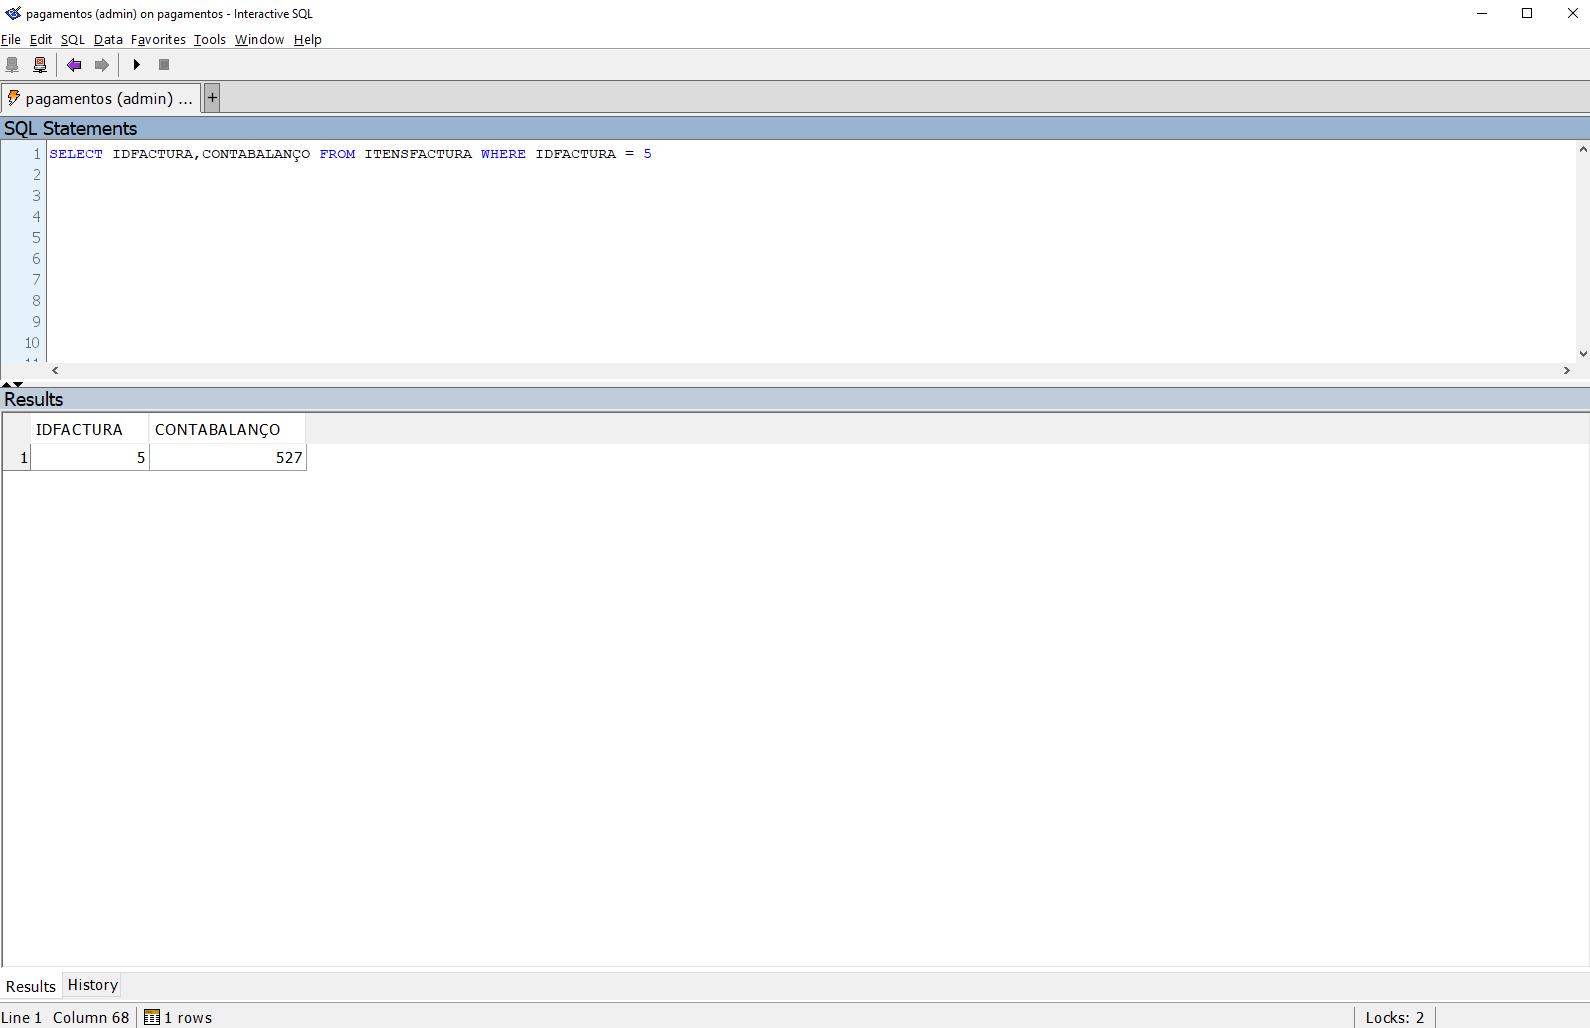 pagamentos (admin) on pagamentos - Interactive SQL
File Edit SQL Data Favorites Tools Window Help
pagamentos (admin) ... +
SQL Statements
1 SELECT IDFACTURA,CONTABALANÇO FROM ITENSFACTURA WHERE IDFACTURA = 5
2
3
4
5
6
7
8
9
10
Results
IDFACTURA CONTABALANÇO
1 5 527
Results History
Line 1 Column 68 1 rows Locks: 2